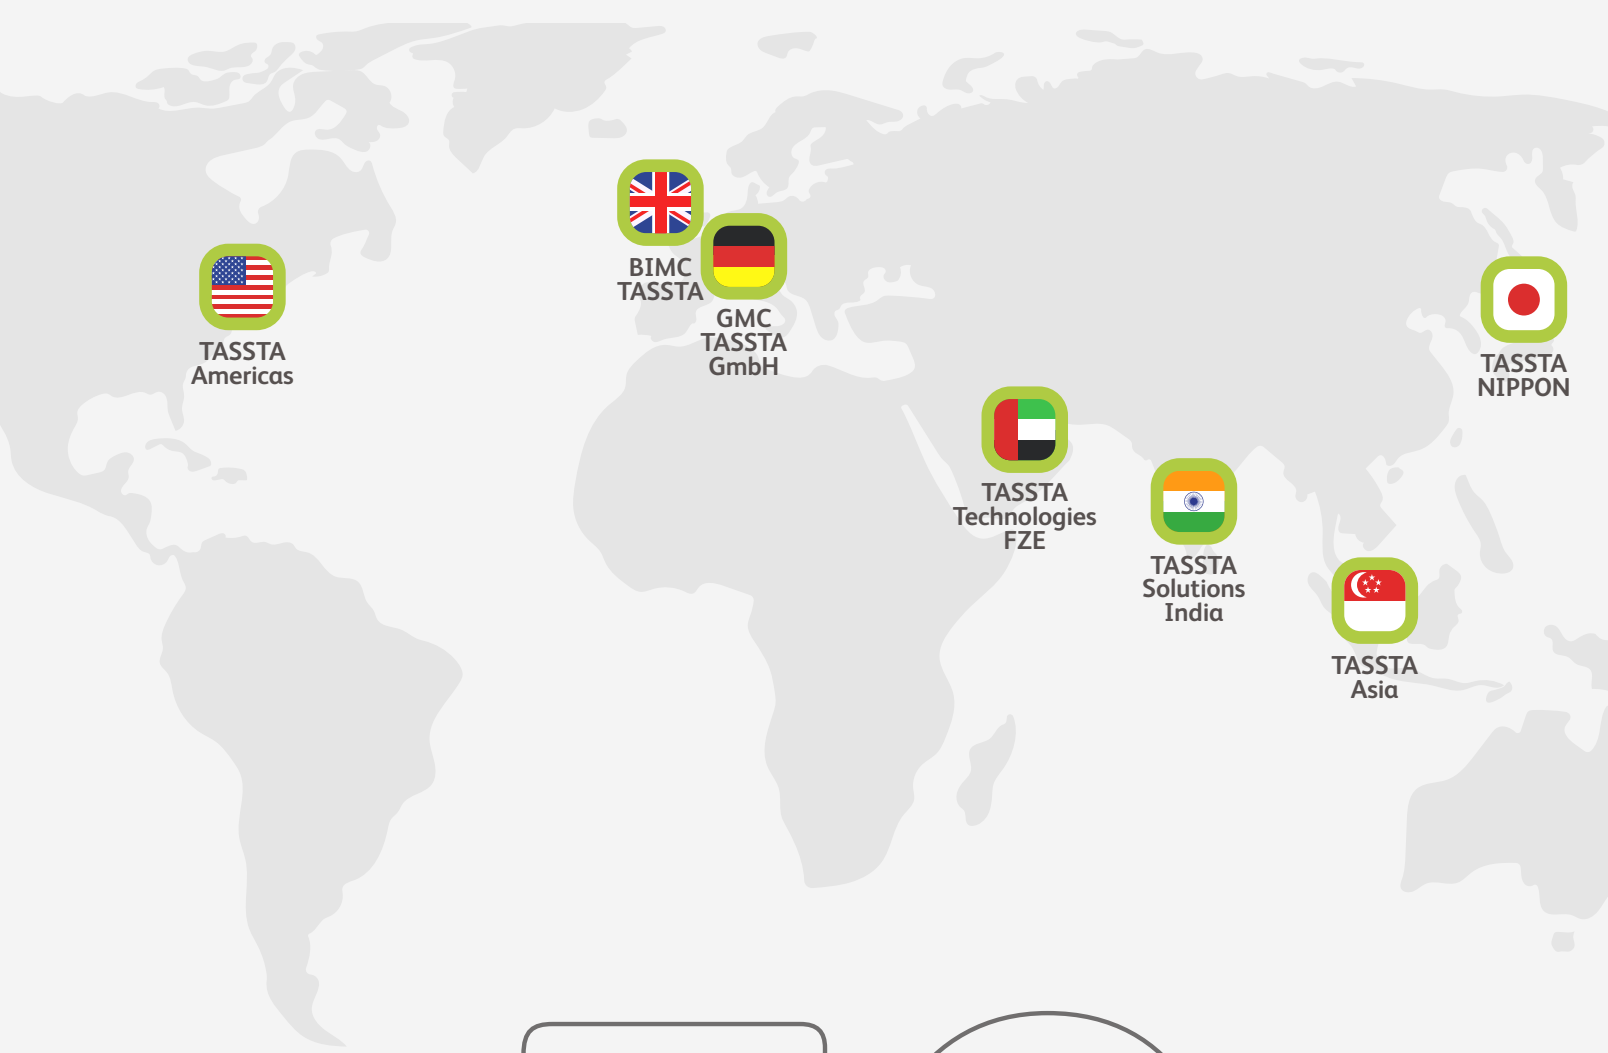 BIMC
TASSTA
GMC
TASSTA
GmbH
TASSTA
Americas
TASSTA
NIPPON
TASSTA
Technologies
FZE
TASSTA
Solutions
India
TASSTA
Asia